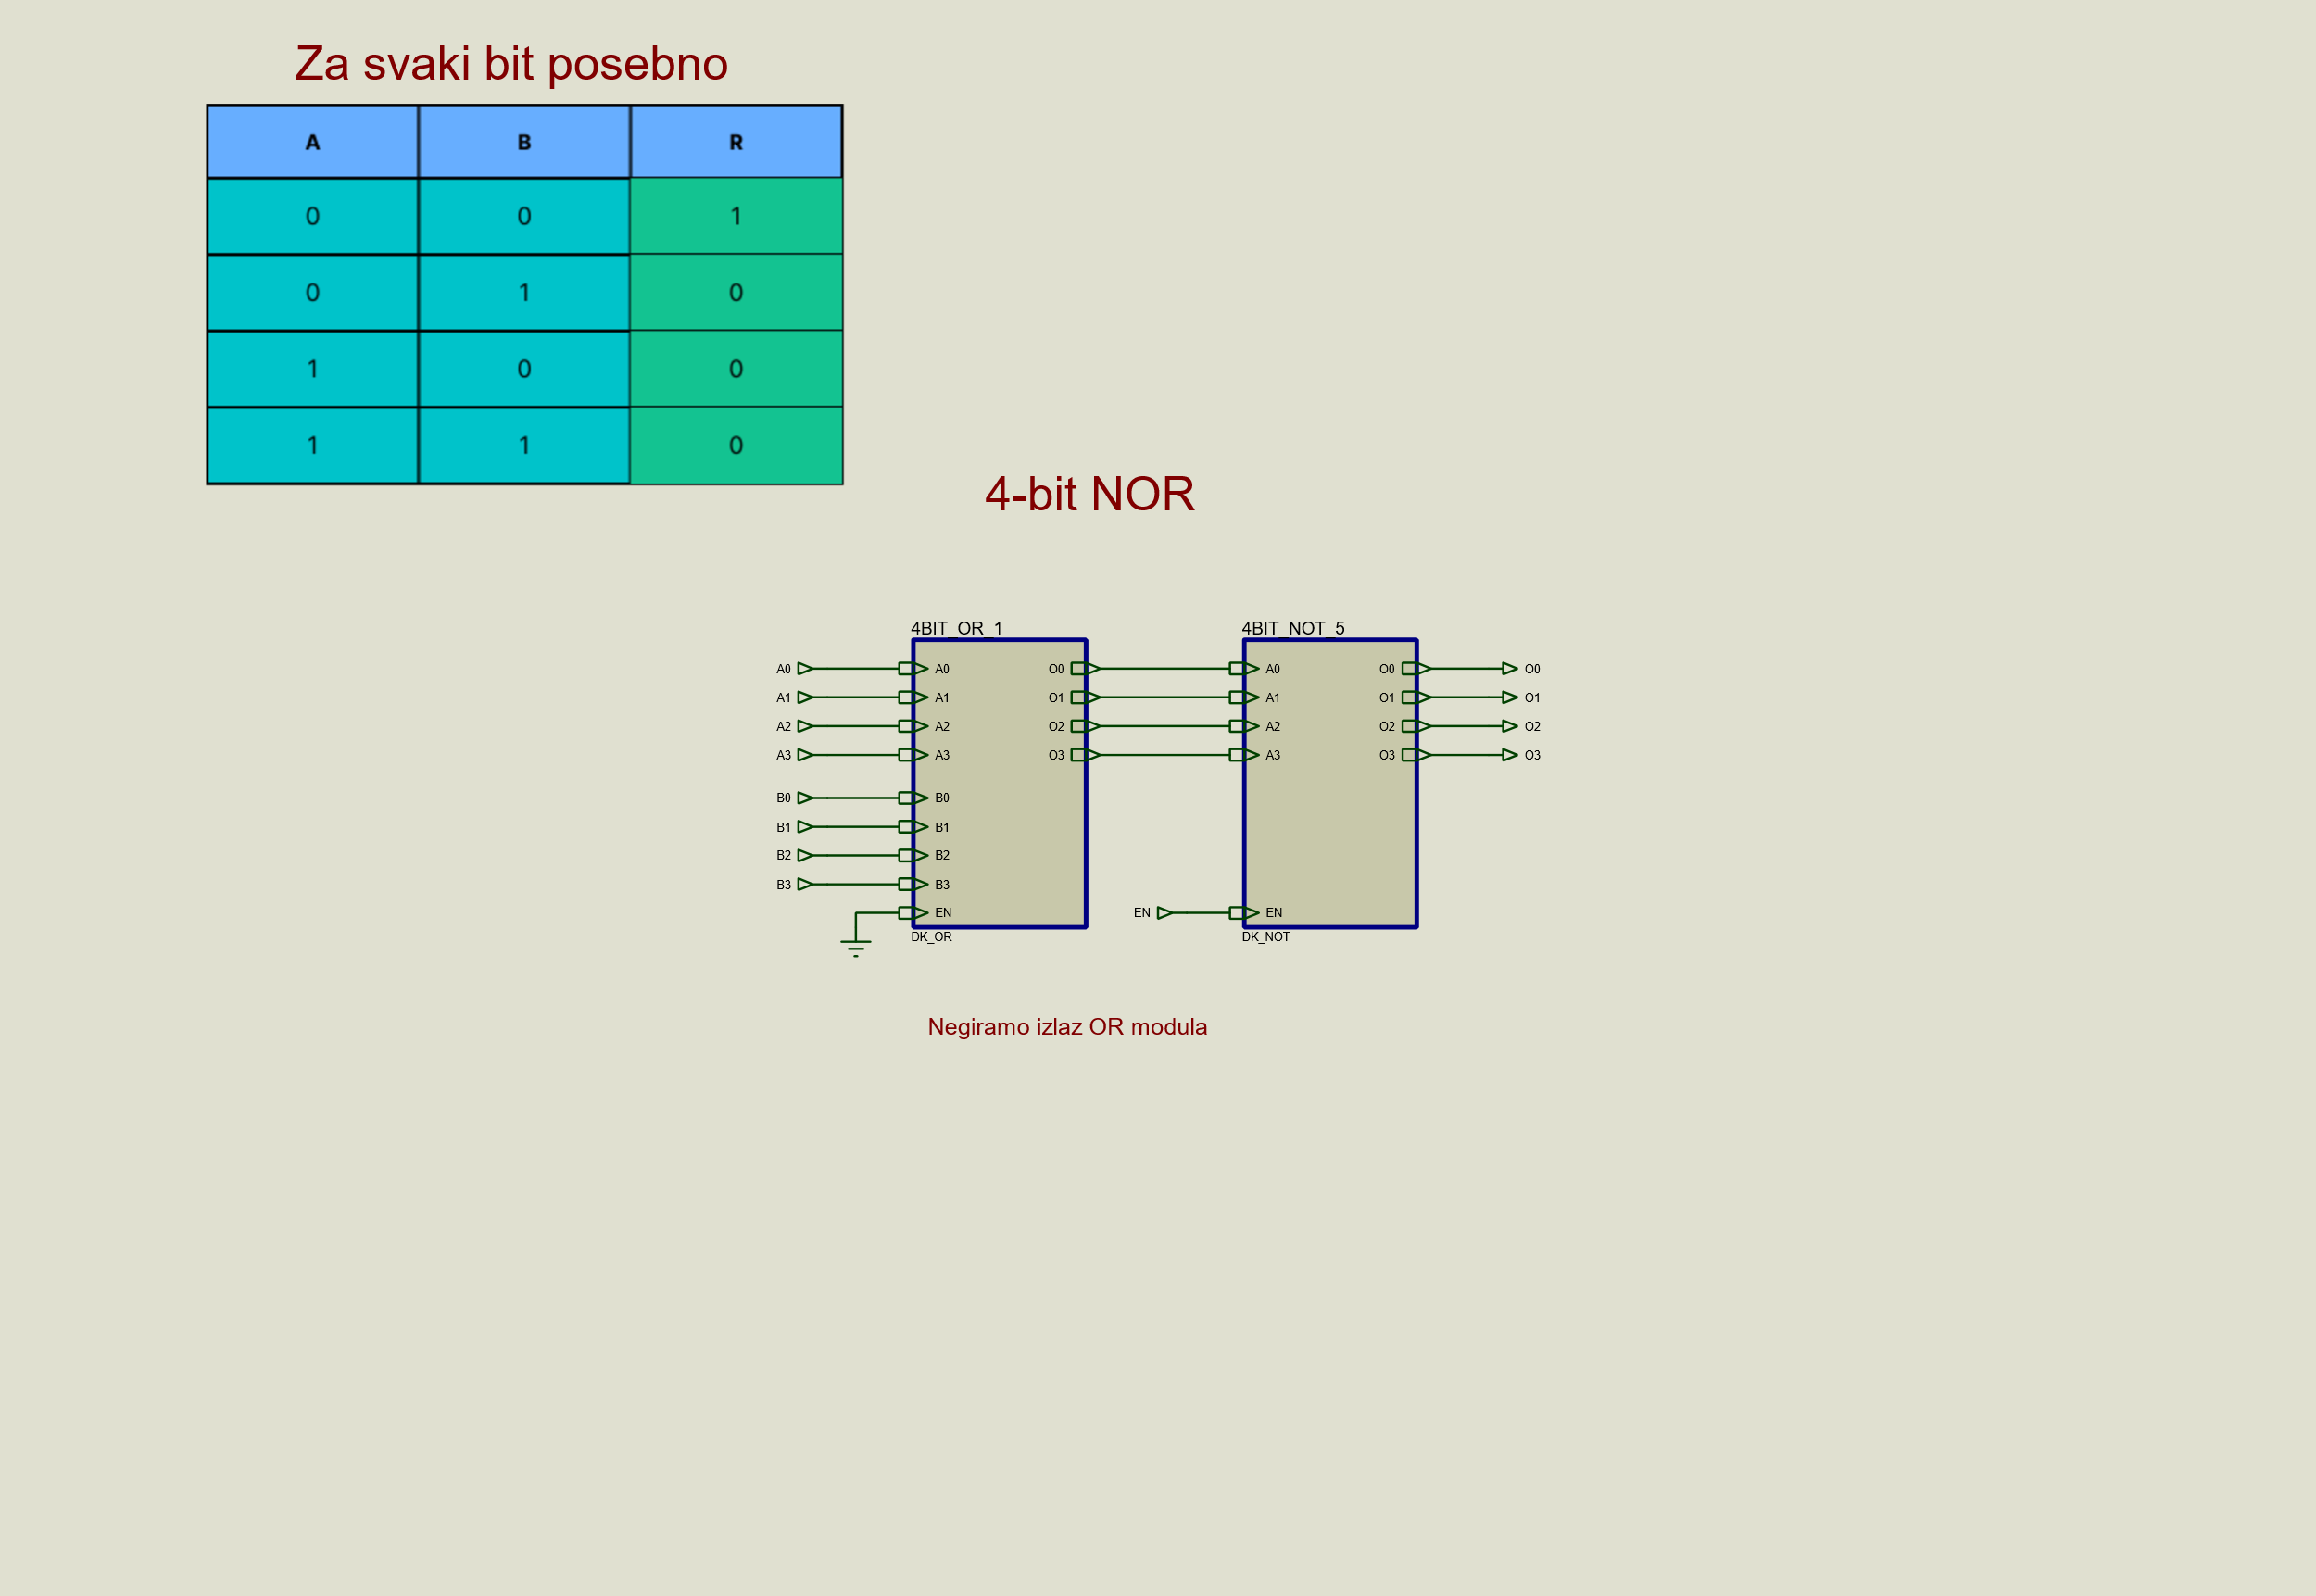 Za svaki bit posebno
A B R
0 0 1
0 1 0
1 0 0
1 1 0
4-bit NOR
4BIT_OR_1 4BIT_NOT_5
A0 A0 O0 A0 O0 O0
A1 A1 O1 A1 O1 O1
A2 A2 O2 A2 O2 O2
A3 A3 O3 A3 O3 O3
B0 B0
B1 B1
B2 B2
B3 B3
EN EN EN
DK_OR DK_NOT
Negiramo izlaz OR modula